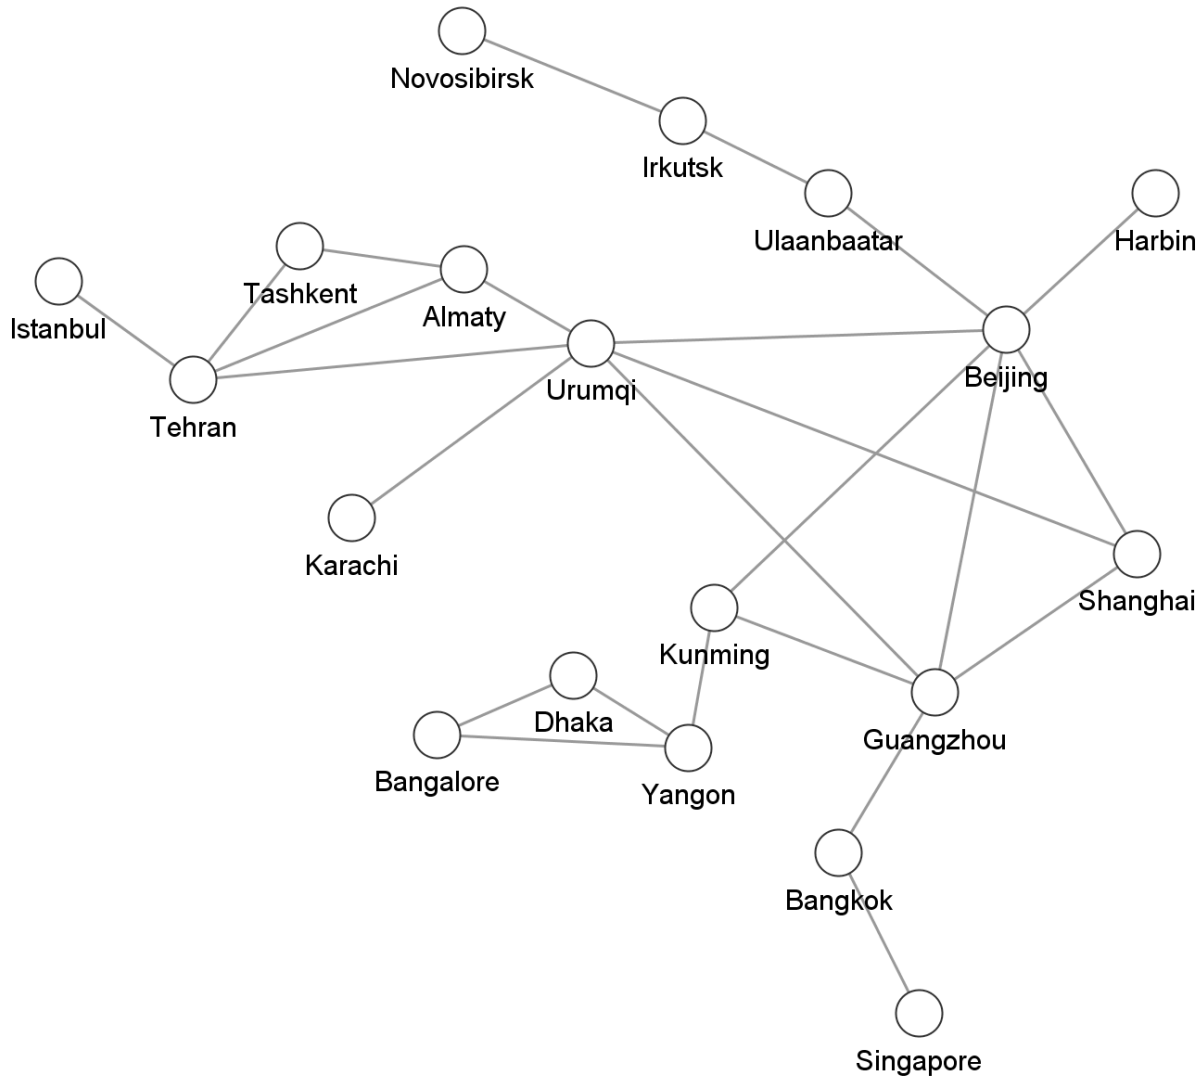 Novosibirsk
Irkutsk
Ulaanbaatar
Harbin
Tashkent
Almaty
Istanbul
Beijing
Urumqi
Tehran
Karachi
Shanghai
Kunming
Dhaka
Guangzhou
Bangalore
Yangon
Bangkok
Singapore